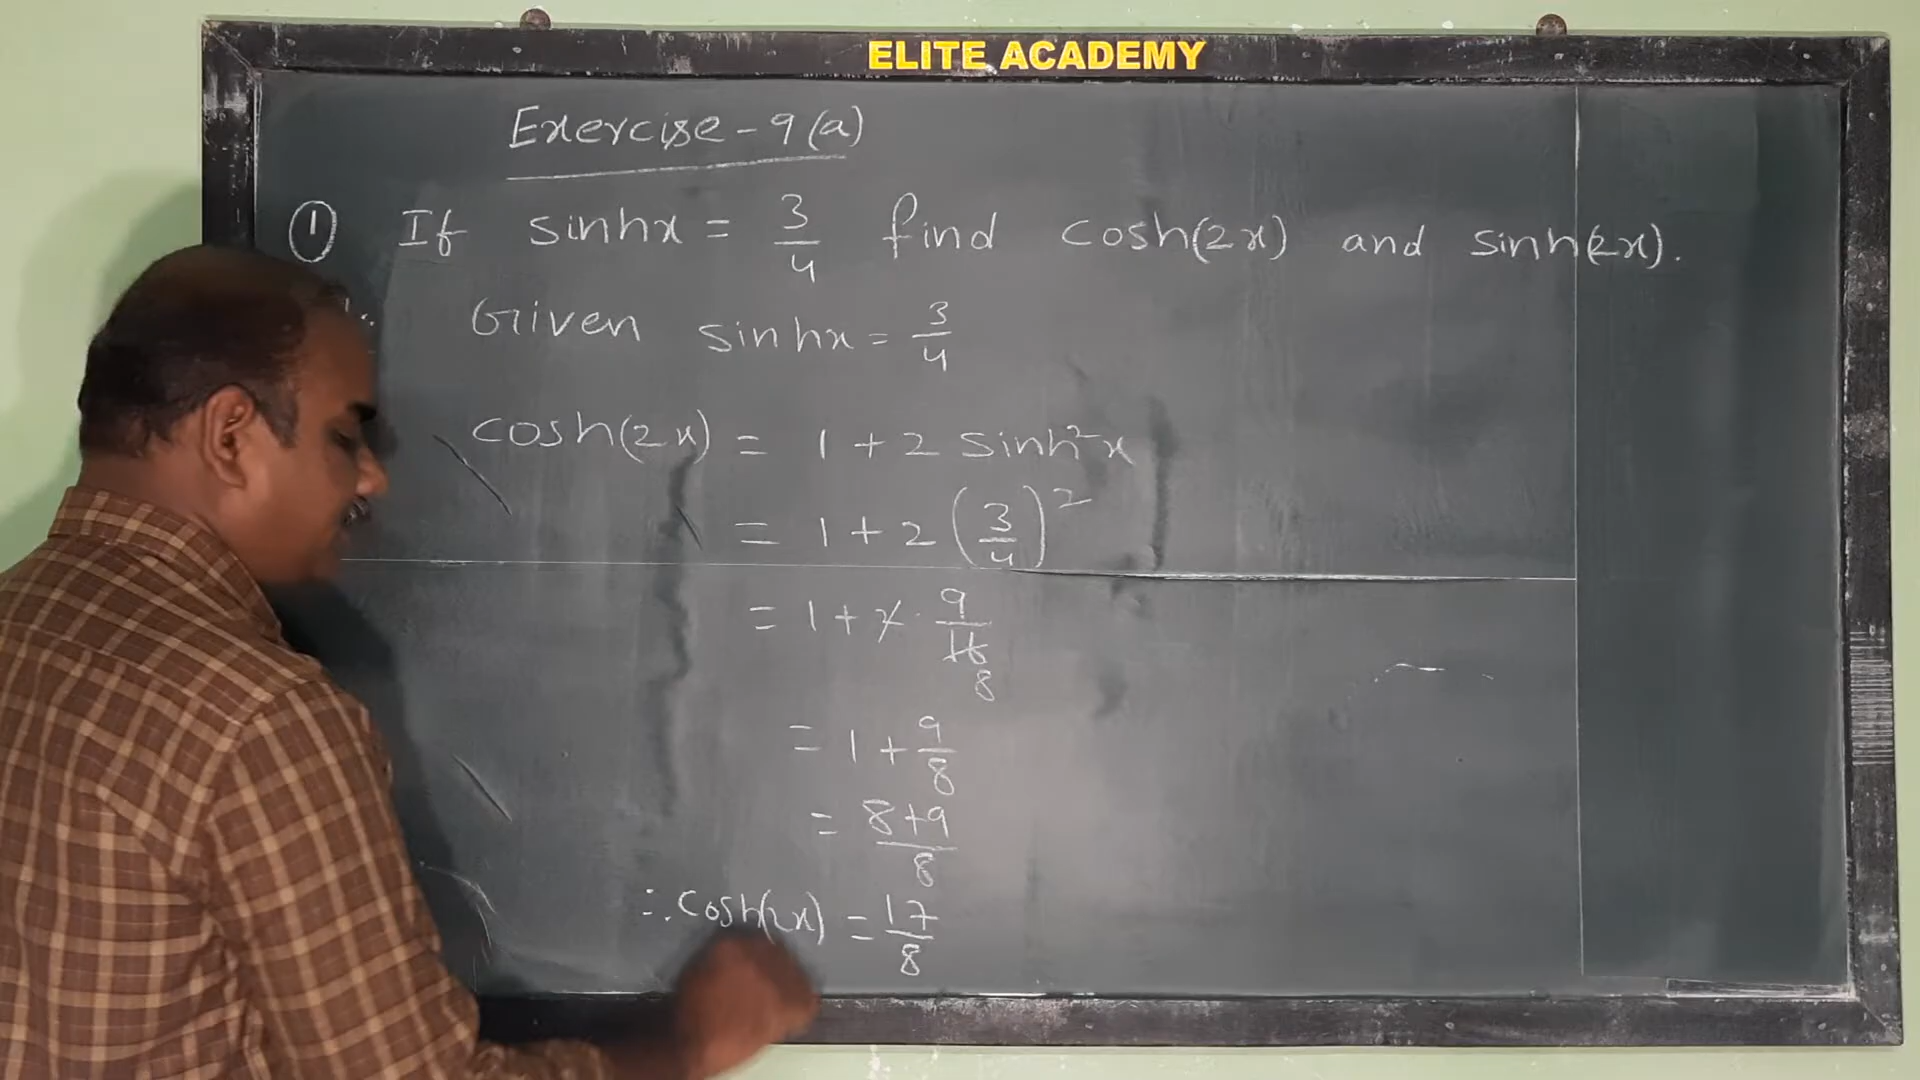 ELITE ACADEMY
Exercise - 9(a)
① If sinhx = 3/4 find cosh(2x) and sinh(2x).
Given sinhx = 3/4
cosh(2x) = 1 + 2 sinh²x
= 1 + 2 (3/4)²
= 1 + 2 · 9/16 8
= 1 + 9/8
= 8+9/8
∴ cosh(2x) = 17/8